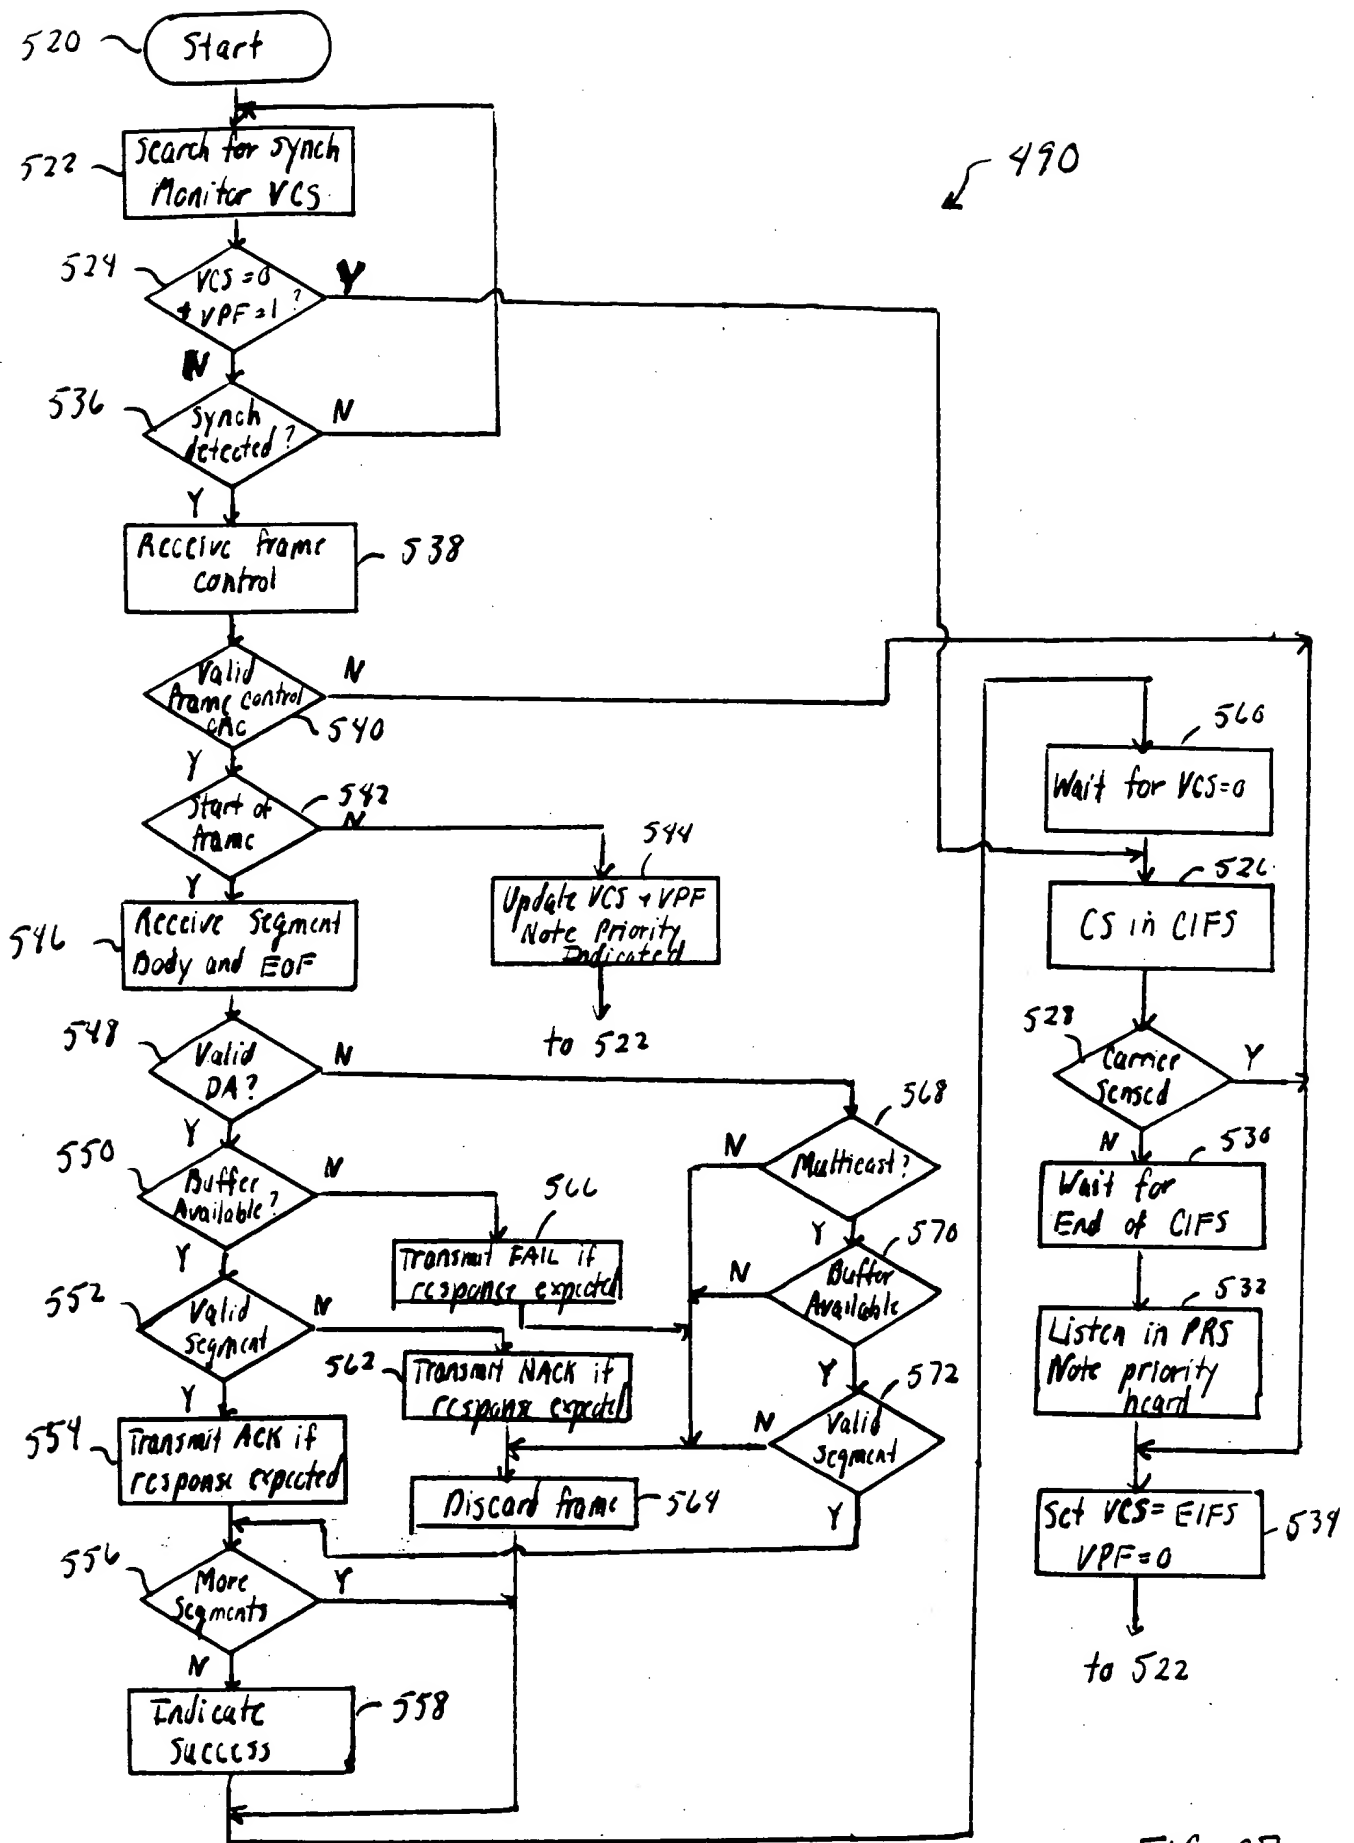 520
Start
522
Search for Synch
Monitor VCS
490
524
VCS=0
+ VPF=1?
Y
N
536
Synch
detected?
N
Y
Receive frame
control
538
Valid
frame control
CRC
N
540
Y
560
Wait for VCS=0
Start of
frame
542
N
Y
544
Update VCS + VPF
Note Priority
Indicated
to 522
526
CS in CIFS
546
Receive Segment
Body and EOF
528
Carrier
sensed
Y
N
548
Valid
DA?
N
Y
568
Multicast?
N
Y
530
Wait for
End of CIFS
550
Buffer
Available?
N
Y
566
Transmit FAIL if
response expected
570
Buffer
Available
N
Y
532
Listen in PRS
Note priority
heard
552
Valid
segment
N
Y
562
Transmit NACK if
response expected
572
Valid
segment
N
Y
554
Transmit ACK if
response expected
Discard frame
564
Set VCS=EIFS
VPF=0
534
to 522
556
More
Segments
Y
N
Indicate
Success
558